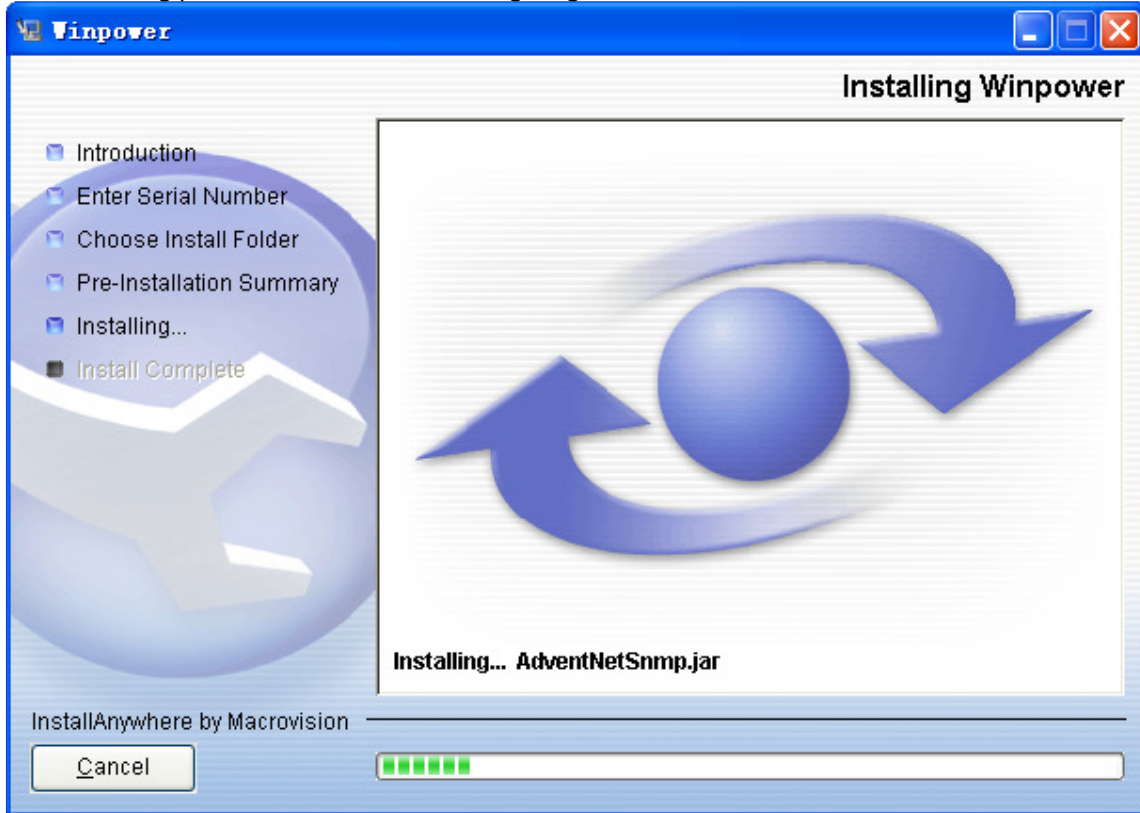 Winpower
Installing Winpower
Introduction
Enter Serial Number
Choose Install Folder
Pre-Installation Summary
Installing...
Install Complete
Installing... AdventNetSnmp.jar
InstallAnywhere by Macrovision
Cancel